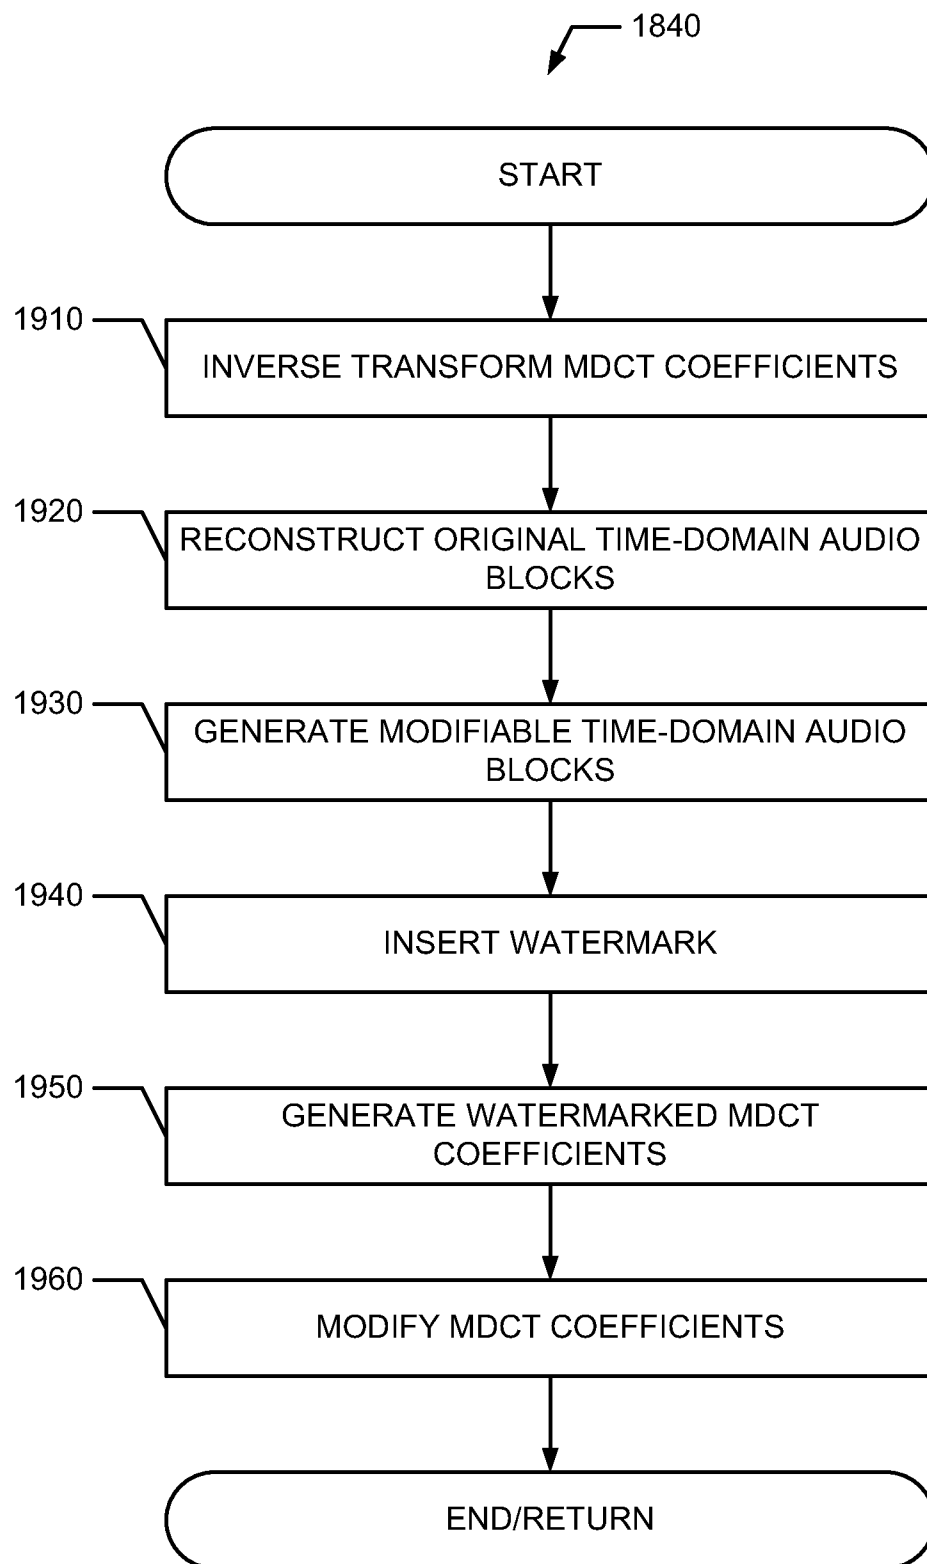 1840
START
1910
INVERSE TRANSFORM MDCT COEFFICIENTS
1920
RECONSTRUCT ORIGINAL TIME-DOMAIN AUDIO
BLOCKS
1930
GENERATE MODIFIABLE TIME-DOMAIN AUDIO
BLOCKS
1940
INSERT WATERMARK
1950
GENERATE WATERMARKED MDCT
COEFFICIENTS
1960
MODIFY MDCT COEFFICIENTS
END/RETURN